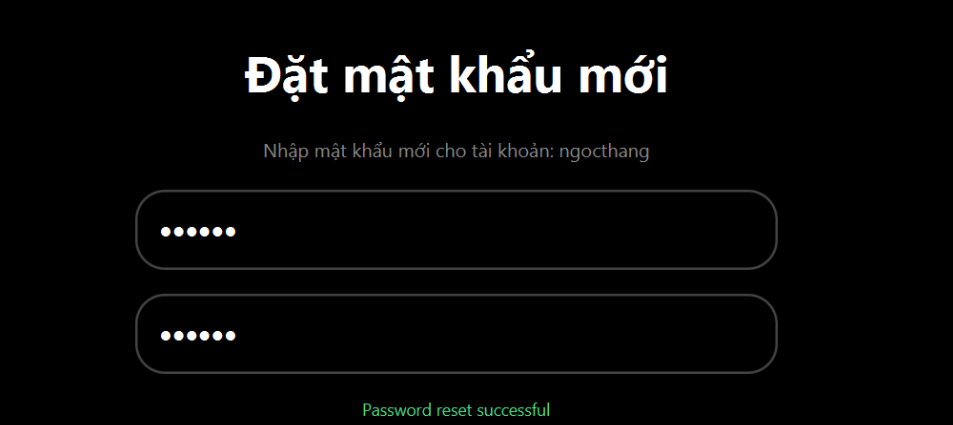 Đặt mật khẩu mới
Nhập mật khẩu mới cho tài khoản: ngocthang
••••••
••••••
Password reset successful